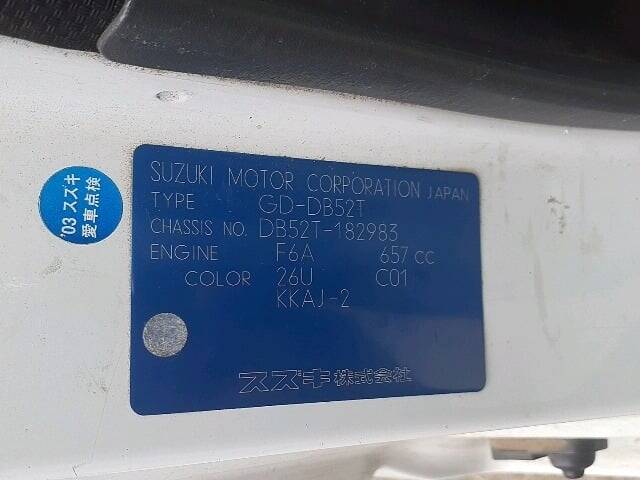 SUZUKI MOTOR CORPORATION JAPAN
TYPE GD-DB52T
CHASSIS NO. DB52T-182983
ENGINE F6A 657 CC
COLOR 26U C01
KKAJ-2
スズキ株式会社
'03 スズキ
愛車点検